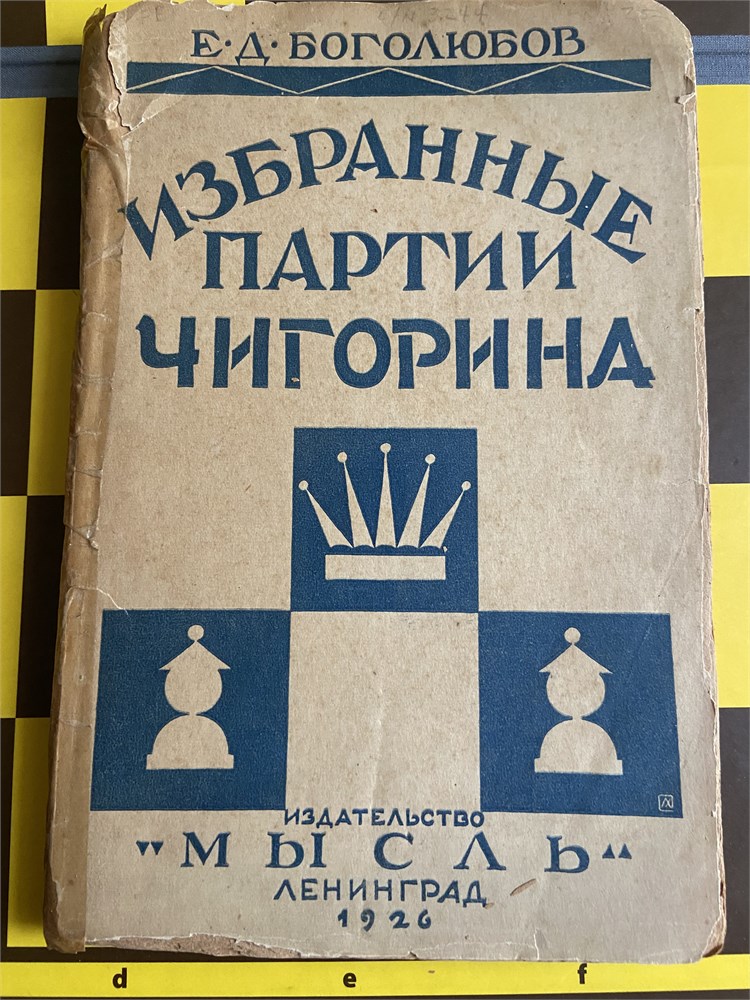 Е·Д·БОГОЛЮБОВ
ИЗБРАННЫЕ
ПАРТИИ
ЧИГОРИНА
ИЗДАТЕЛЬСТВО
"МЫСЛЬ"
ЛЕНИНГРАД
1926
d e f